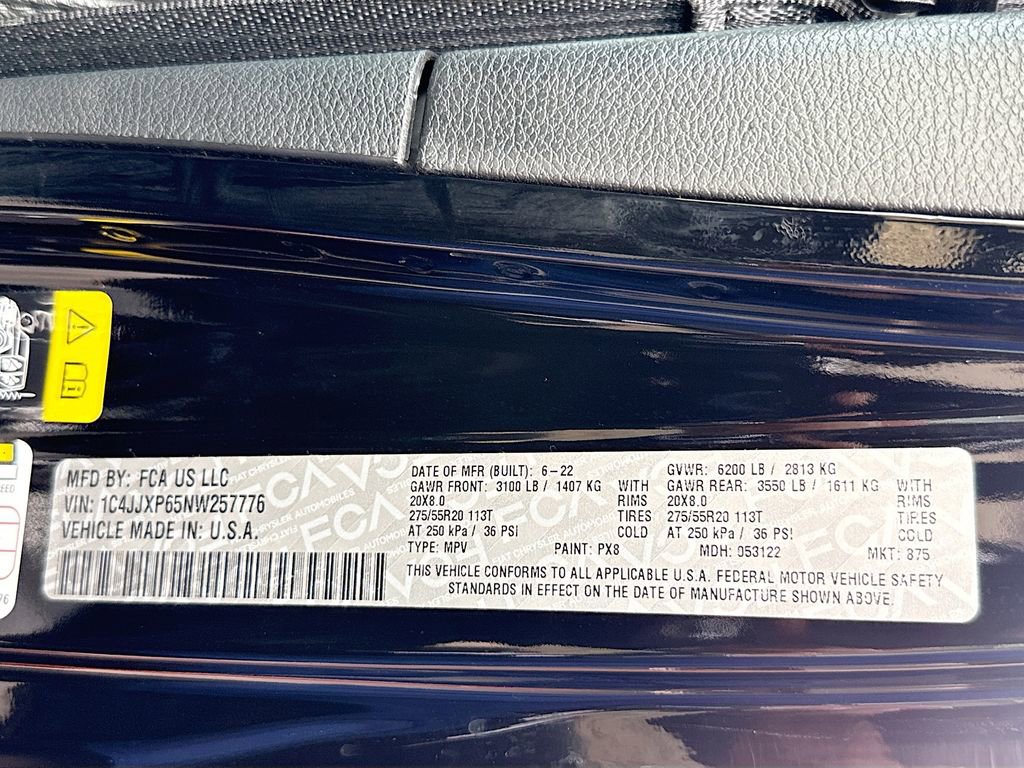 MFD BY: FCA US LLC
VIN: 1C4JJXP65NW257776
VEHICLE MADE IN: U.S.A.
DATE OF MFR (BUILT): 6-22
GVWR: 6200 LB / 2813 KG
GAWR FRONT: 3100 LB / 1407 KG WITH
GAWR REAR: 3550 LB / 1611 KG WITH
20X8.0 RIMS
20X8.0 RIMS
275/55R20 113T TIRES
275/55R20 113T TIRES
AT 250 kPa / 36 PSI COLD
AT 250 kPa / 36 PSI COLD
TYPE: MPV PAINT: PX8 MDH: 053122 MKT: 875
THIS VEHICLE CONFORMS TO ALL APPLICABLE U.S.A. FEDERAL MOTOR VEHICLE SAFETY
STANDARDS IN EFFECT ON THE DATE OF MANUFACTURE SHOWN ABOVE.